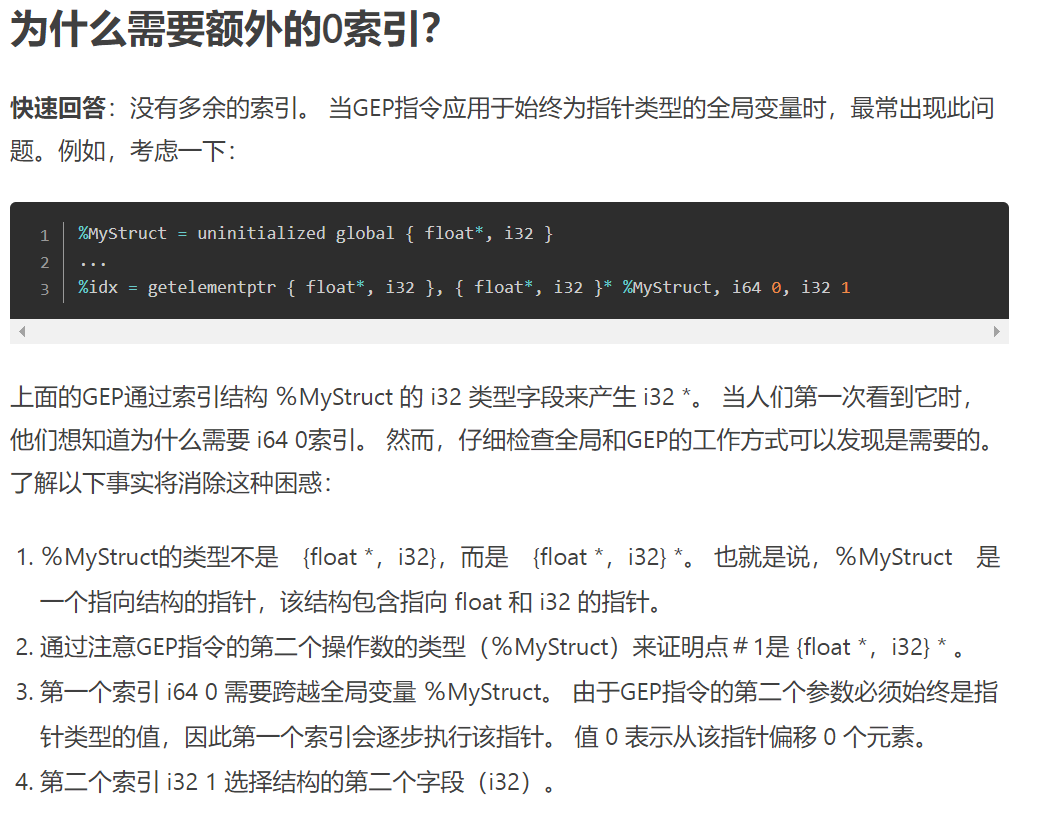 为什么需要额外的0索引？
快速回答：没有多余的索引。 当GEP指令应用于始终为指针类型的全局变量时，最常出现此问
题。例如，考虑一下：
1 %MyStruct = uninitialized global { float*, i32 }
2 ...
3 %idx = getelementptr { float*, i32 }, { float*, i32 }* %MyStruct, i64 0, i32 1
上面的GEP通过索引结构 %MyStruct 的 i32 类型字段来产生 i32 *。 当人们第一次看到它时，
他们想知道为什么需要 i64 0索引。 然而，仔细检查全局和GEP的工作方式可以发现是需要的。
了解以下事实将消除这种困惑：
1. %MyStruct的类型不是 {float *，i32}，而是 {float *，i32} *。 也就是说，%MyStruct 是
一个指向结构的指针，该结构包含指向 float 和 i32 的指针。
2. 通过注意GEP指令的第二个操作数的类型（%MyStruct）来证明点＃1是 {float *，i32} * 。
3. 第一个索引 i64 0 需要跨越全局变量 %MyStruct。 由于GEP指令的第二个参数必须始终是指
针类型的值，因此第一个索引会逐步执行该指针。 值 0 表示从该指针偏移 0 个元素。
4. 第二个索引 i32 1 选择结构的第二个字段（i32）。